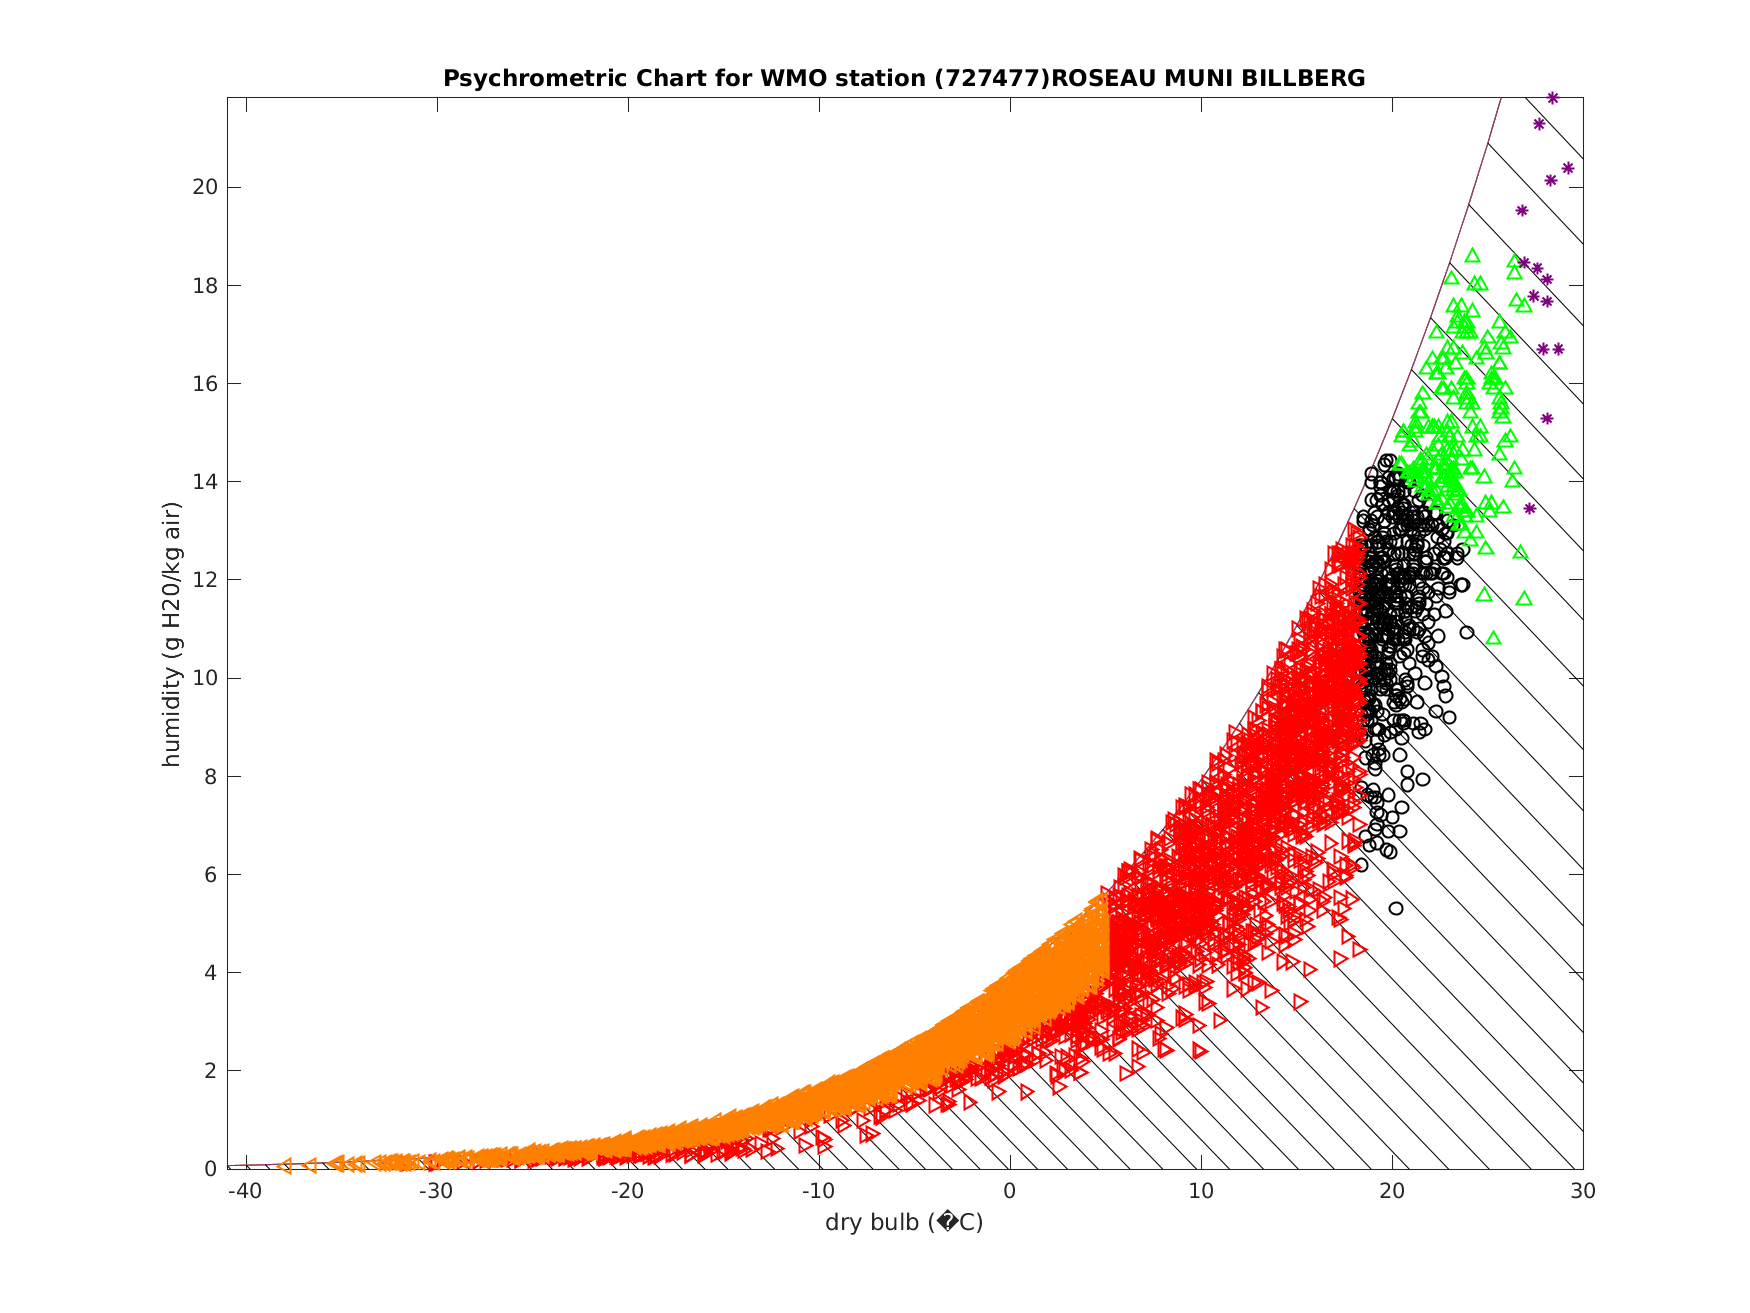 Psychrometric Chart for WMO station (727477)ROSEAU MUNI BILLBERG
humidity (g H20/kg air)
20
18
16
14
12
10
8
6
4
2
0
-40 -30 -20 -10 0 10 20 30
dry bulb (�C)